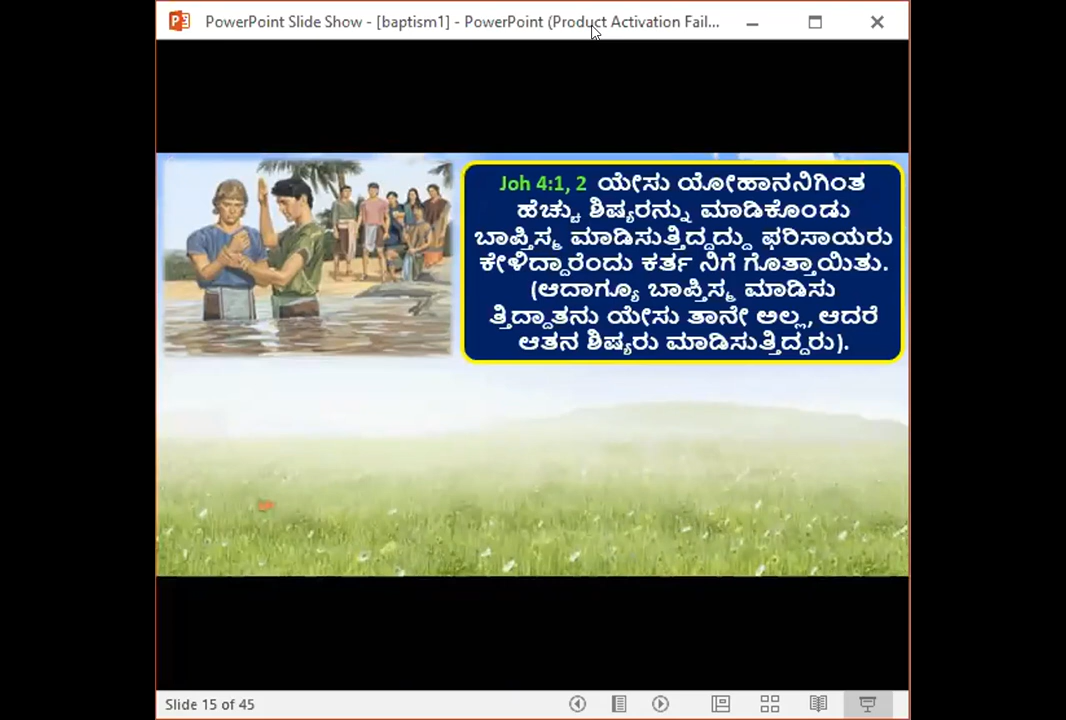 PowerPoint Slide Show - [baptism1] - PowerPoint (Product Activation Fail...
Joh 4:1, 2 ಯೇಸು ಯೋಹಾನನಿಗಿಂತ
ಹೆಚ್ಚು ಶಿಷ್ಯರನ್ನು ಮಾಡಿಕೊಂಡು
ಬಾಪ್ತಿಸ್ಮ ಮಾಡಿಸುತ್ತಿದ್ದದ್ದು ಫರಿಸಾಯರು
ಕೇಳಿದ್ದಾರೆಂದು ಕರ್ತ ನಿಗೆ ಗೊತ್ತಾಯಿತು.
(ಆದಾಗ್ಯೂ ಬಾಪ್ತಿಸ್ಮ ಮಾಡಿಸು
ತ್ತಿದ್ದಾತನು ಯೇಸು ತಾನೇ ಅಲ್ಲ, ಆದರೆ
ಆತನ ಶಿಷ್ಯರು ಮಾಡಿಸುತ್ತಿದ್ದರು).
Slide 15 of 45